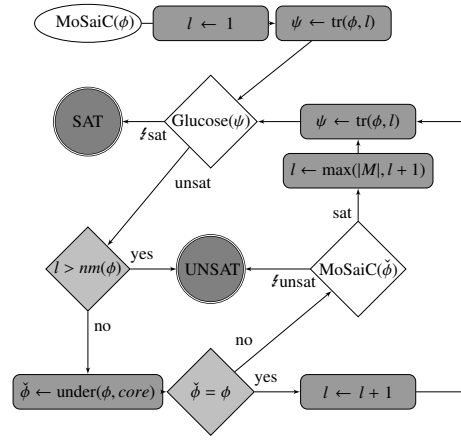 MoSaiC(ϕ)
l ← 1
ψ ← tr(ϕ, l)
SAT
Glucose(ψ)
ψ ← tr(ϕ, l)
↯sat
unsat
l ← max(|M|, l + 1)
sat
l > nm(ϕ)
yes
UNSAT
↯unsat
MoSaiC(ϕ̌)
no
no
ϕ̌ ← under(ϕ, core)
ϕ̌ = ϕ
yes
l ← l + 1